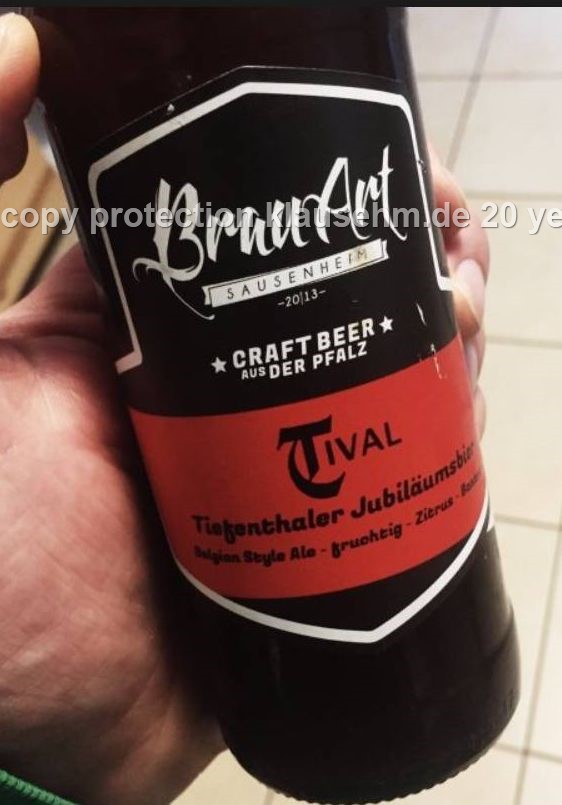 copy protection klausehm.de 20 ye
BrauArt
SAUSENHEIM
-20|13-
CRAFT BEER
AUS DER PFALZ
TIVAL
Tiefenthaler Jubiläumsbier
Belgian Style Ale - fruchtig - Zitrus -